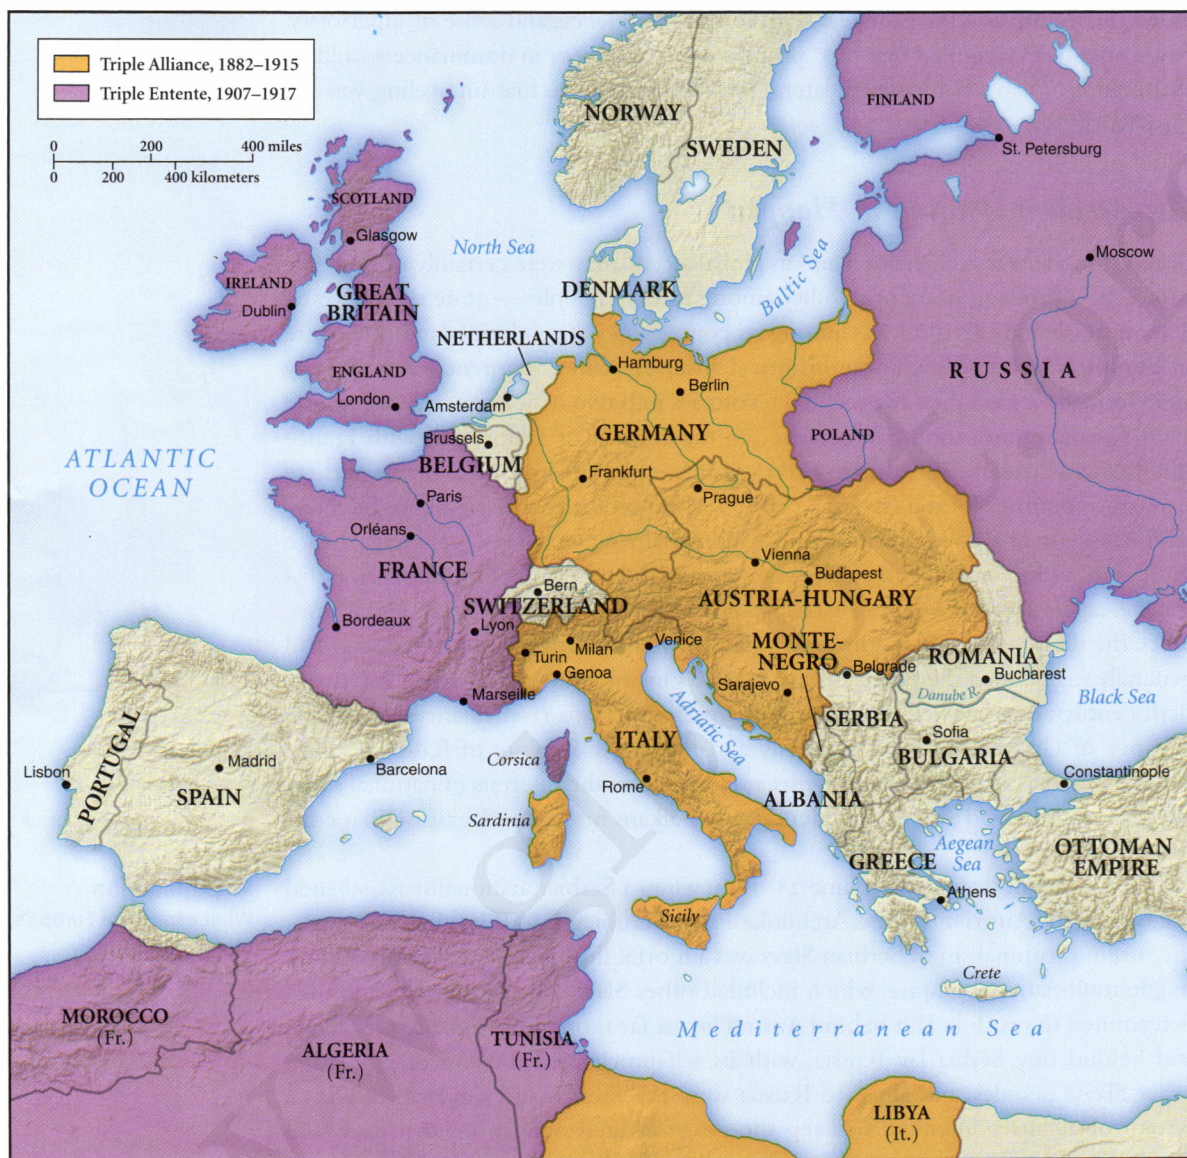 Triple Alliance, 1882–1915
Triple Entente, 1907–1917
0 200 400 miles
0 200 400 kilometers
NORWAY
SWEDEN
FINLAND
St. Petersburg
SCOTLAND
Glasgow
North Sea
Baltic Sea
Moscow
IRELAND
Dublin
GREAT
BRITAIN
DENMARK
NETHERLANDS
ENGLAND
London
Amsterdam
Hamburg
Berlin
RUSSIA
Brussels
BELGIUM
GERMANY
POLAND
ATLANTIC
OCEAN
Frankfurt
Prague
Paris
Orléans
FRANCE
Vienna
Budapest
Bern
SWITZERLAND
AUSTRIA-HUNGARY
Bordeaux
Lyon
Turin
Milan
Genoa
Venice
MONTE-
NEGRO
Belgrade
ROMANIA
Bucharest
Danube R.
Black Sea
Marseille
Sarajevo
Adriatic Sea
SERBIA
Sofia
BULGARIA
ITALY
Corsica
PORTUGAL
Lisbon
Madrid
Barcelona
SPAIN
Rome
Constantinople
Sardinia
ALBANIA
GREECE
Aegean
Sea
OTTOMAN
EMPIRE
Athens
Sicily
Crete
MOROCCO
(Fr.)
ALGERIA
(Fr.)
TUNISIA
(Fr.)
Mediterranean Sea
LIBYA
(It.)